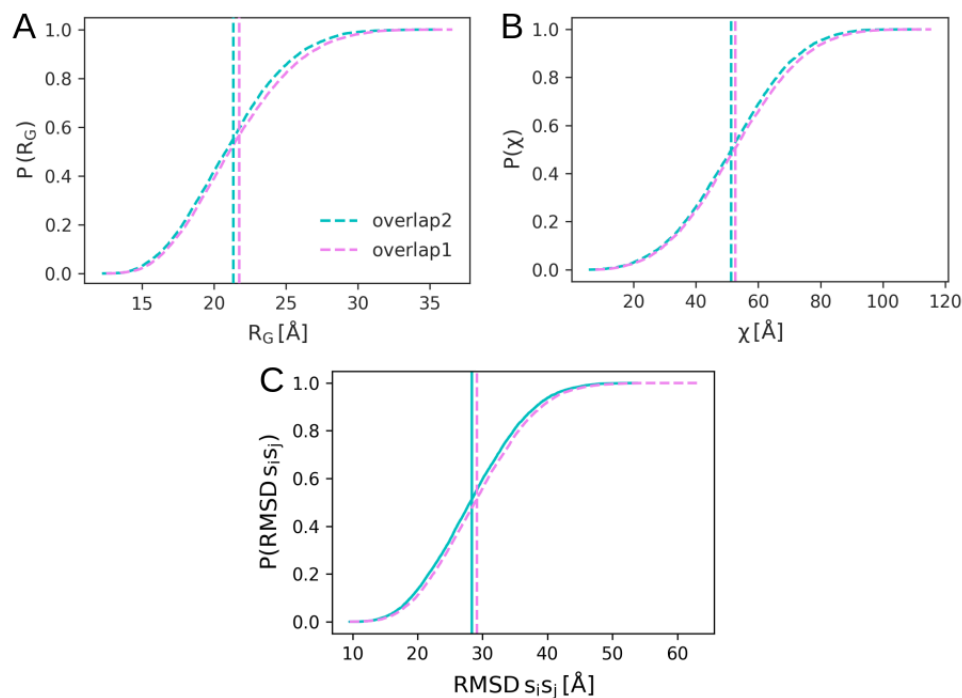 A
1.0
0.8
0.6
0.4
0.2
0.0
P (R_G)
15 20 25 30 35
R_G [Å]
overlap2
overlap1
B
1.0
0.8
0.6
0.4
0.2
0.0
P(χ)
20 40 60 80 100 120
χ [Å]
C
1.0
0.8
0.6
0.4
0.2
0.0
P(RMSD s_i s_j)
10 20 30 40 50 60
RMSD s_i s_j [Å]